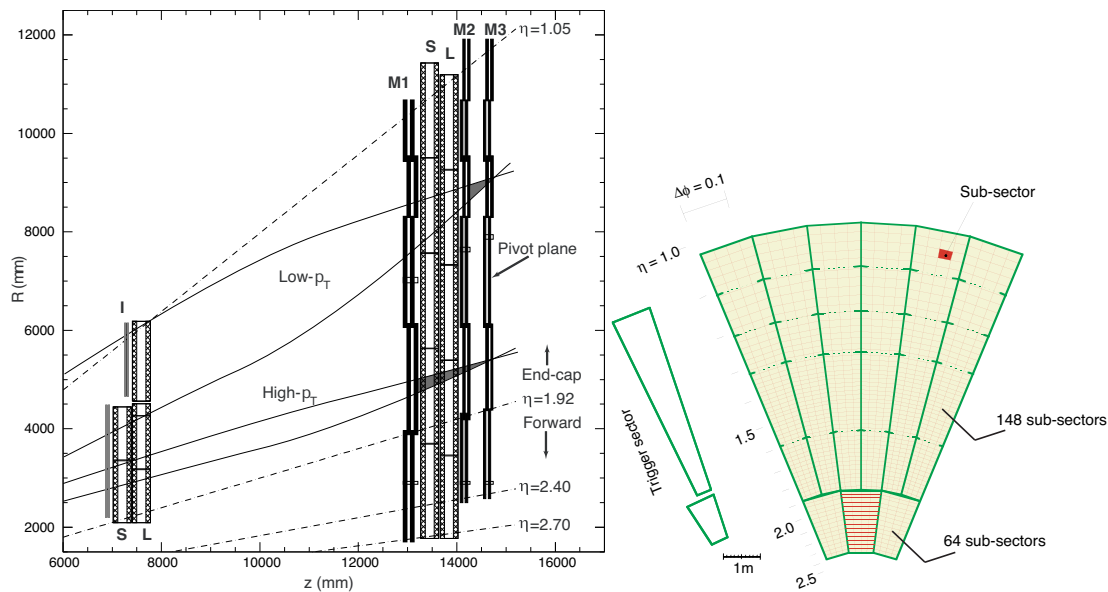 12000
10000
8000
6000
4000
2000
R (mm)
6000
8000
10000
12000
14000
16000
z (mm)
M1
S
L
M2
M3
η=1.05
I
Low-pT
High-pT
Pivot plane
End-cap
η=1.92
Forward
η=2.40
η=2.70
S
L
Δϕ = 0.1
η = 1.0
1.5
2.0
2.5
Sub-sector
148 sub-sectors
64 sub-sectors
Trigger sector
1m